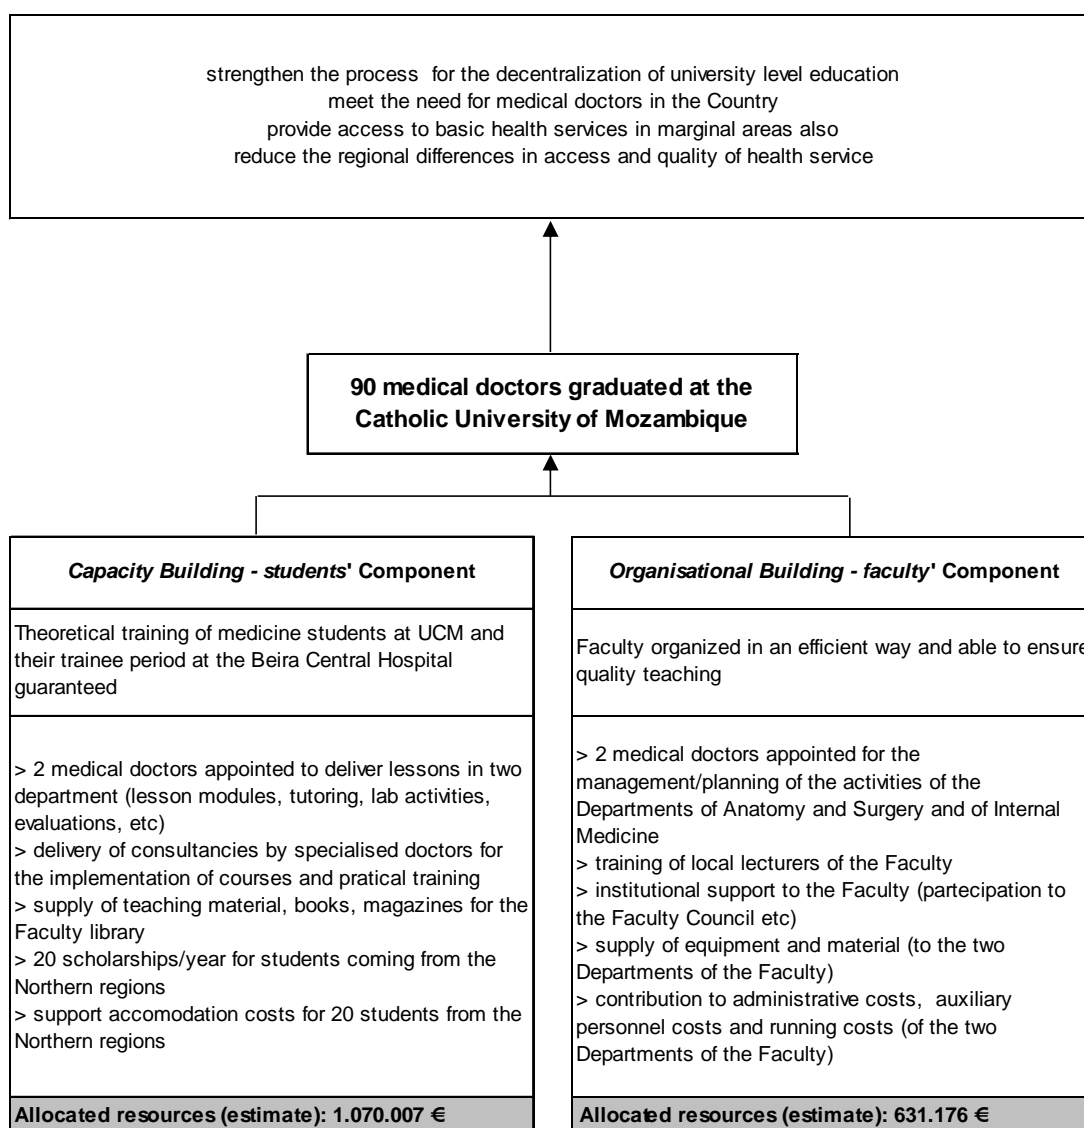 strengthen the process  for the decentralization of university level education
meet the need for medical doctors in the Country
provide access to basic health services in marginal areas also
reduce the regional differences in access and quality of health service
90 medical doctors graduated at the
Catholic University of Mozambique
Capacity Building - students' Component
Theoretical training of medicine students at UCM and
their trainee period at the Beira Central Hospital
guaranteed
> 2 medical doctors appointed to deliver lessons in two
department (lesson modules, tutoring, lab activities,
evaluations, etc)
> delivery of consultancies by specialised doctors for
the implementation of courses and pratical training
> supply of teaching material, books, magazines for the
Faculty library
> 20 scholarships/year for students coming from the
Northern regions
> support accomodation costs for 20 students from the
Northern regions
Allocated resources (estimate): 1.070.007 €
Organisational Building - faculty' Component
Faculty organized in an efficient way and able to ensure
quality teaching
> 2 medical doctors appointed for the
management/planning of the activities of the
Departments of Anatomy and Surgery and of Internal
Medicine
> training of local lecturers of the Faculty
> institutional support to the Faculty (partecipation to
the Faculty Council etc)
> supply of equipment and material (to the two
Departments of the Faculty)
> contribution to administrative costs,  auxiliary
personnel costs and running costs (of the two
Departments of the Faculty)
Allocated resources (estimate): 631.176 €